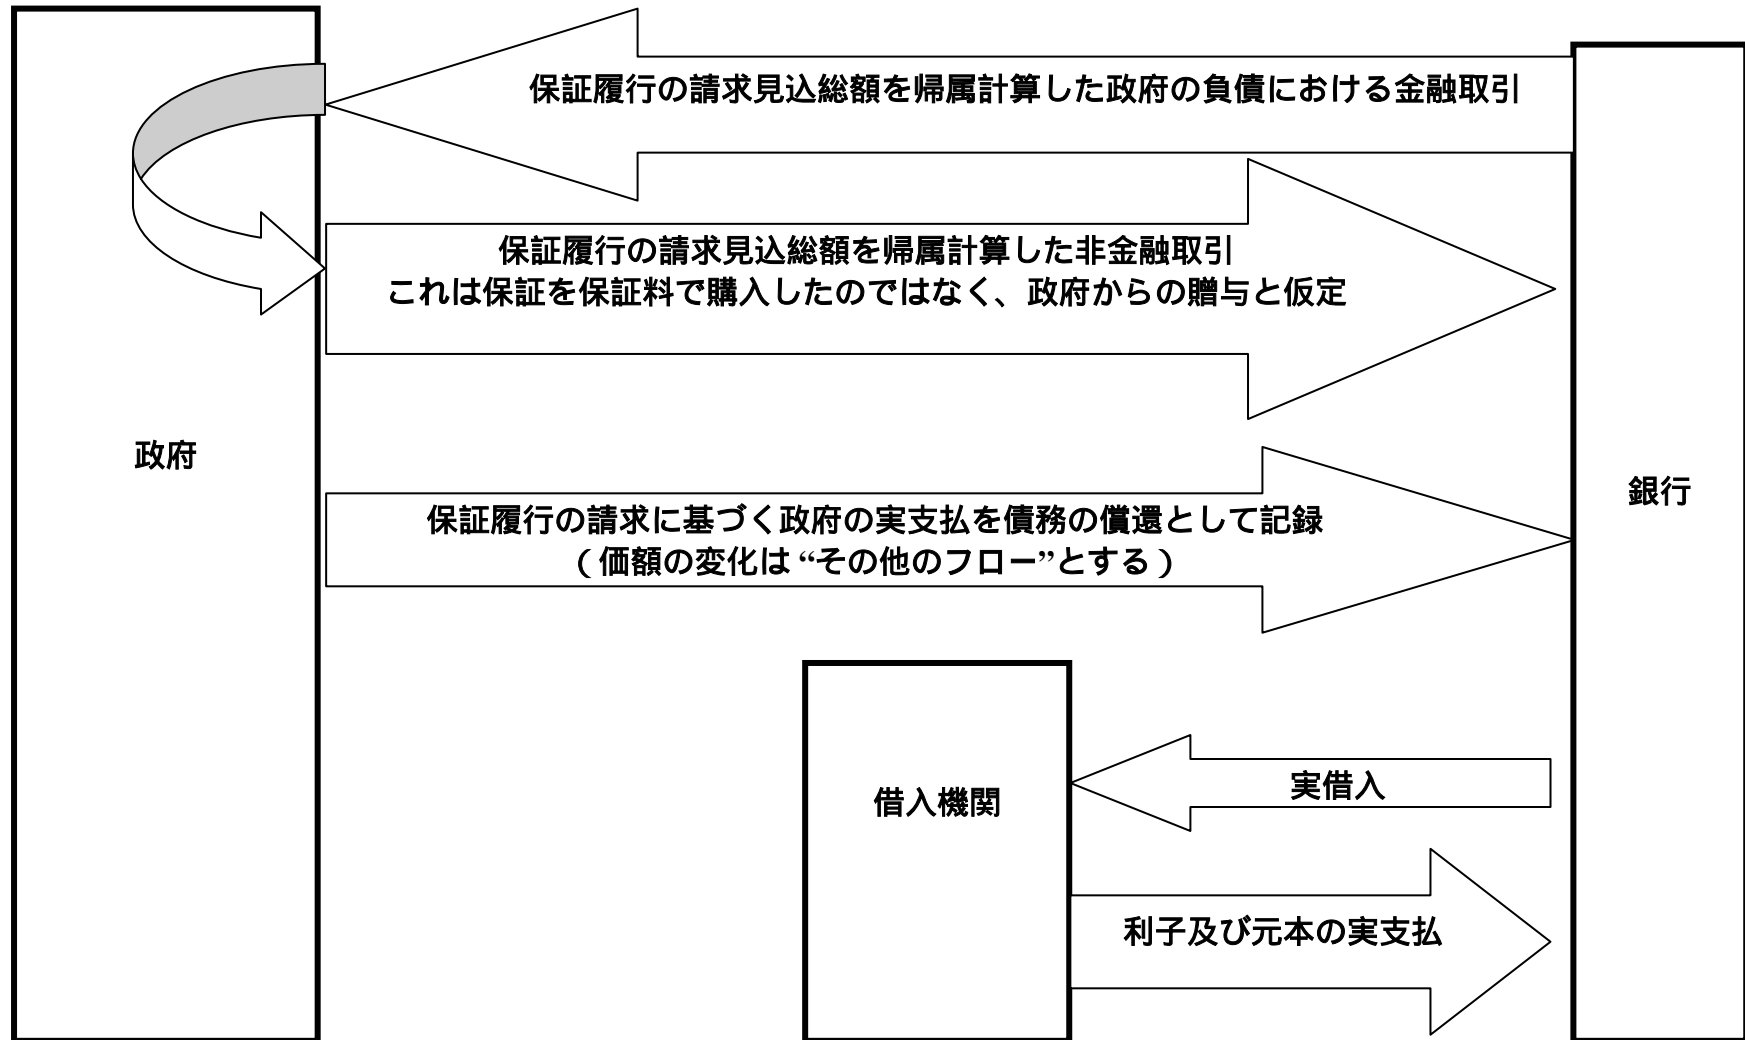 保証履行の請求見込総額を帰属計算した政府の負債における金融取引
保証履行の請求見込総額を帰属計算した非金融取引
これは保証を保証料で購入したのではなく、政府からの贈与と仮定
政府
銀行
保証履行の請求に基づく政府の実支払を債務の償還として記録
（価額の変化は“その他のフロー”とする）
借入機関
実借入
利子及び元本の実支払